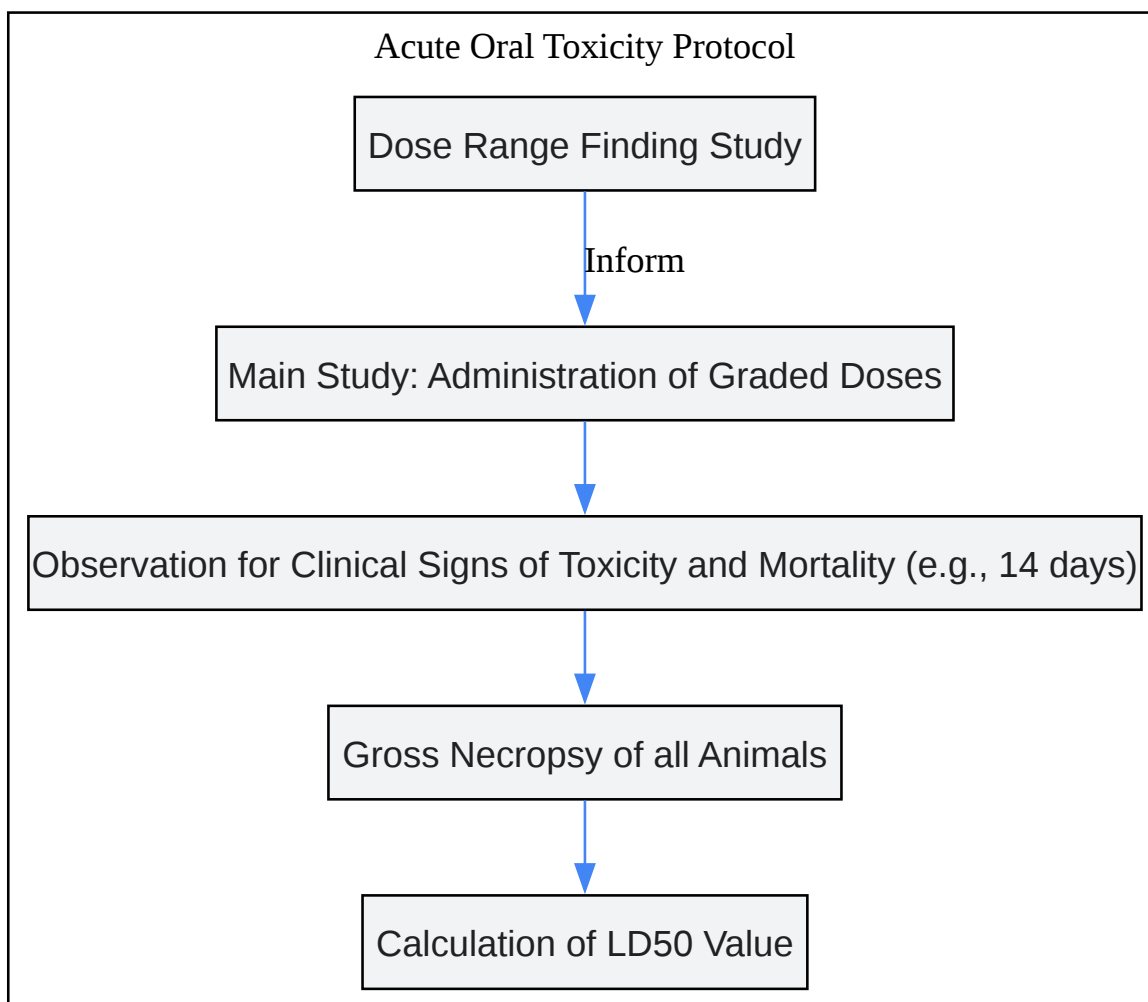 Acute Oral Toxicity Protocol
Dose Range Finding Study
Inform
Main Study: Administration of Graded Doses
Observation for Clinical Signs of Toxicity and Mortality (e.g., 14 days)
Gross Necropsy of all Animals
Calculation of LD50 Value